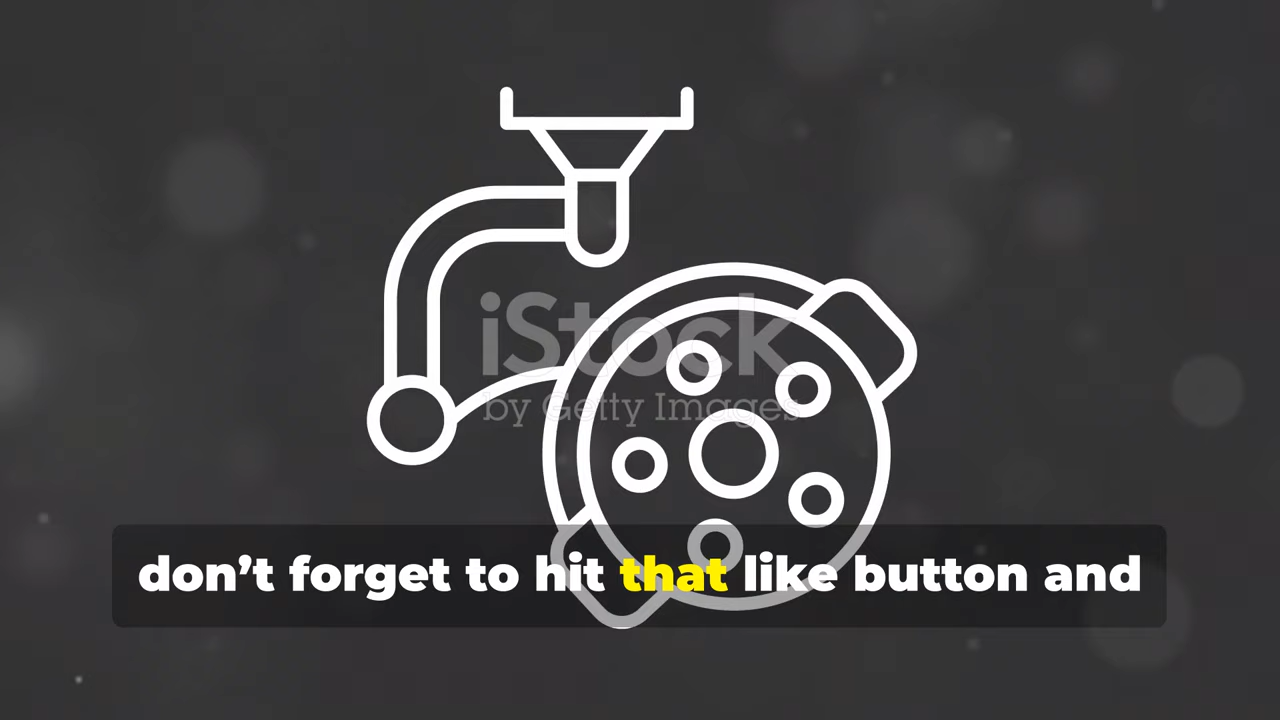 iStock
by Getty Images
don’t forget to hit that like button and